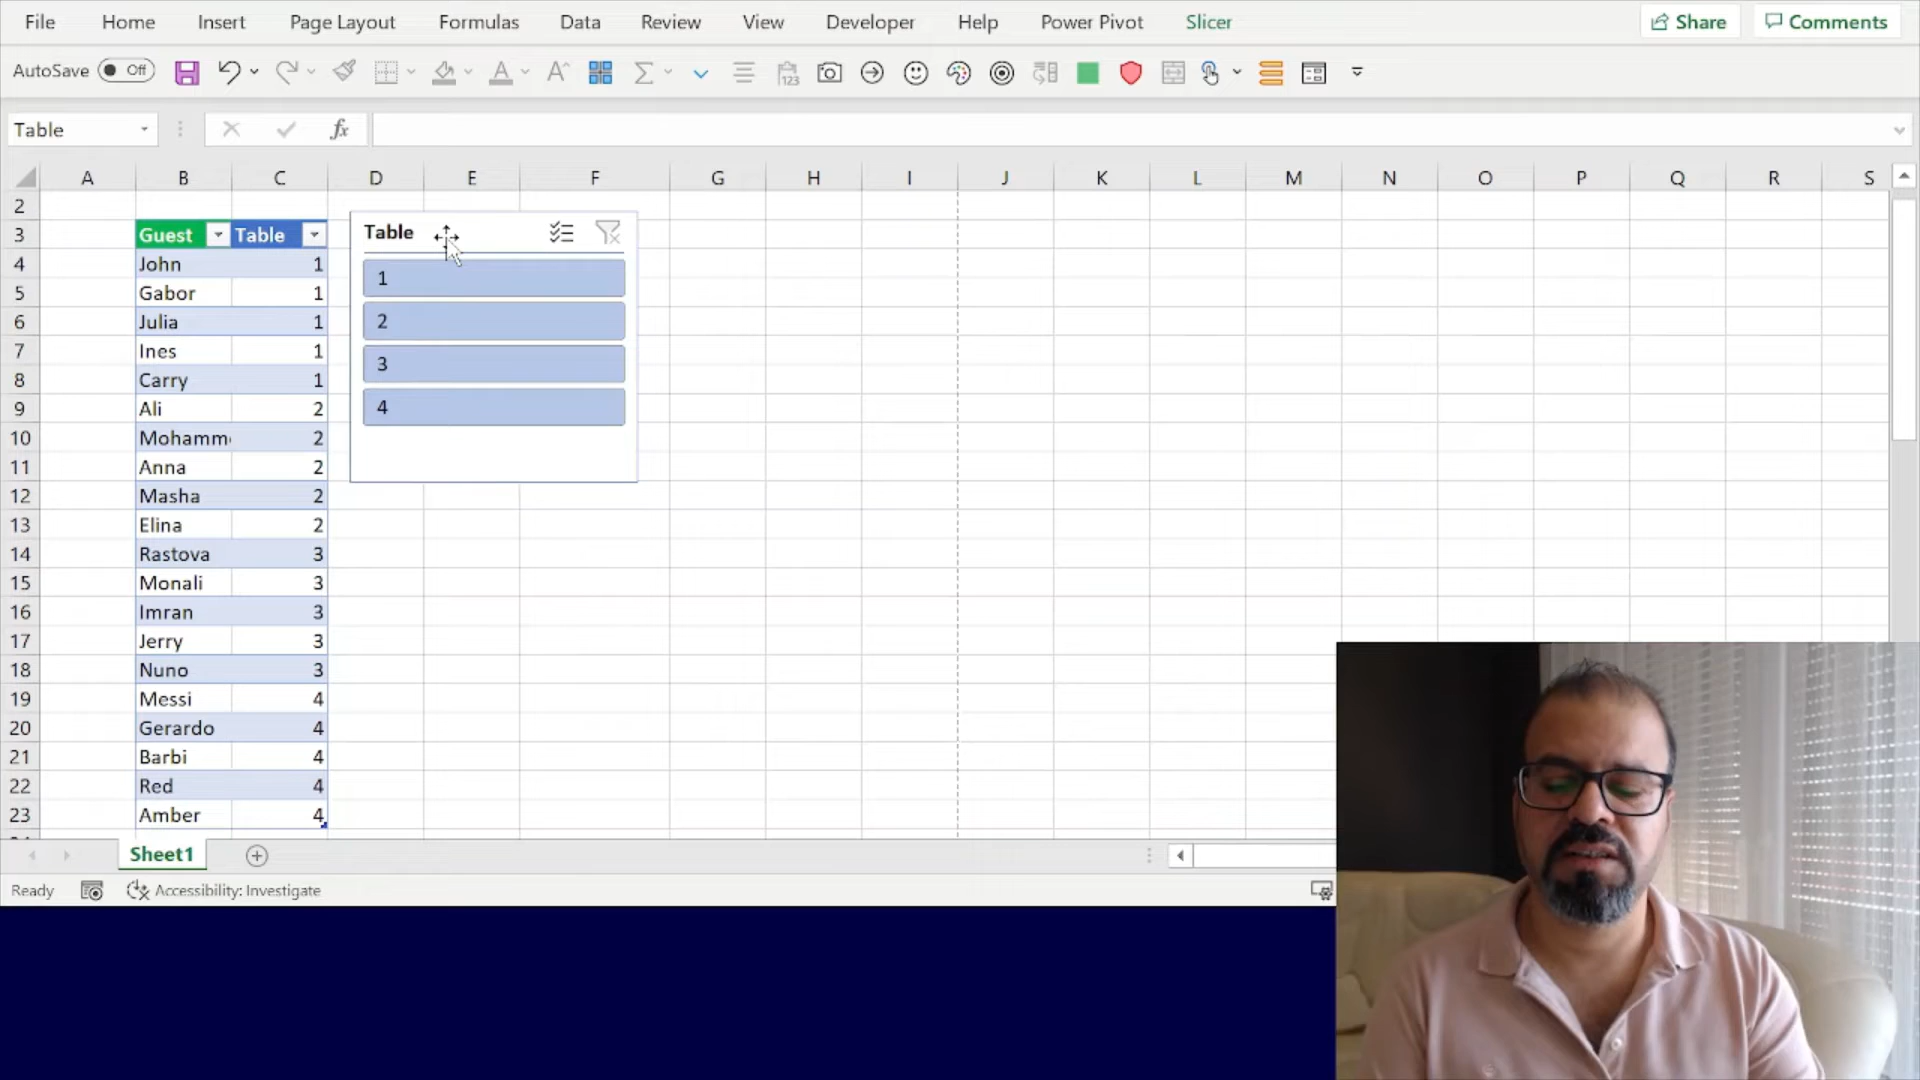 File Home Insert Page Layout Formulas Data Review View Developer Help Power Pivot Slicer Share Comments
AutoSave Off
Table fx
A B C D E F G H I J K L M N O P Q R S
2
3 Guest Table
4 John 1
5 Gabor 1
6 Julia 1
7 Ines 1
8 Carry 1
9 Ali 2
10 Mohamm 2
11 Anna 2
12 Masha 2
13 Elina 2
14 Rastova 3
15 Monali 3
16 Imran 3
17 Jerry 3
18 Nuno 3
19 Messi 4
20 Gerardo 4
21 Barbi 4
22 Red 4
23 Amber 4
Table
1
2
3
4
Sheet1
Ready Accessibility: Investigate